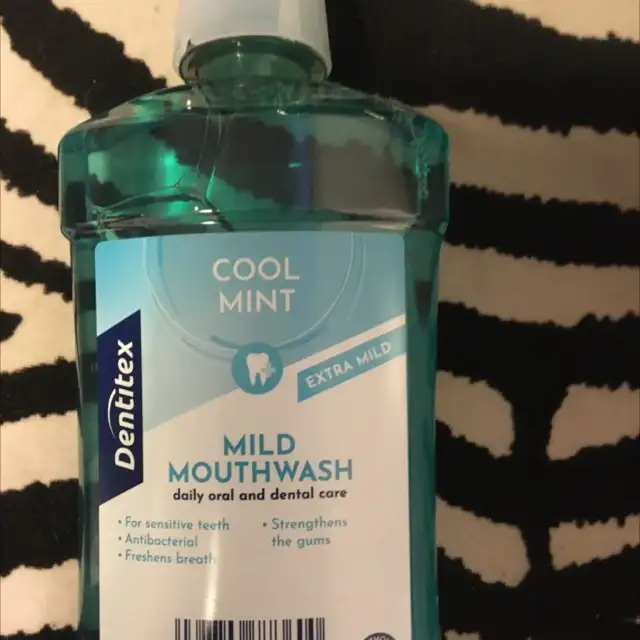 COOL
MINT
EXTRA MILD
Dentitex
MILD
MOUTHWASH
daily oral and dental care
• For sensitive teeth
• Antibacterial
• Freshens breath
• Strengthens
the gums